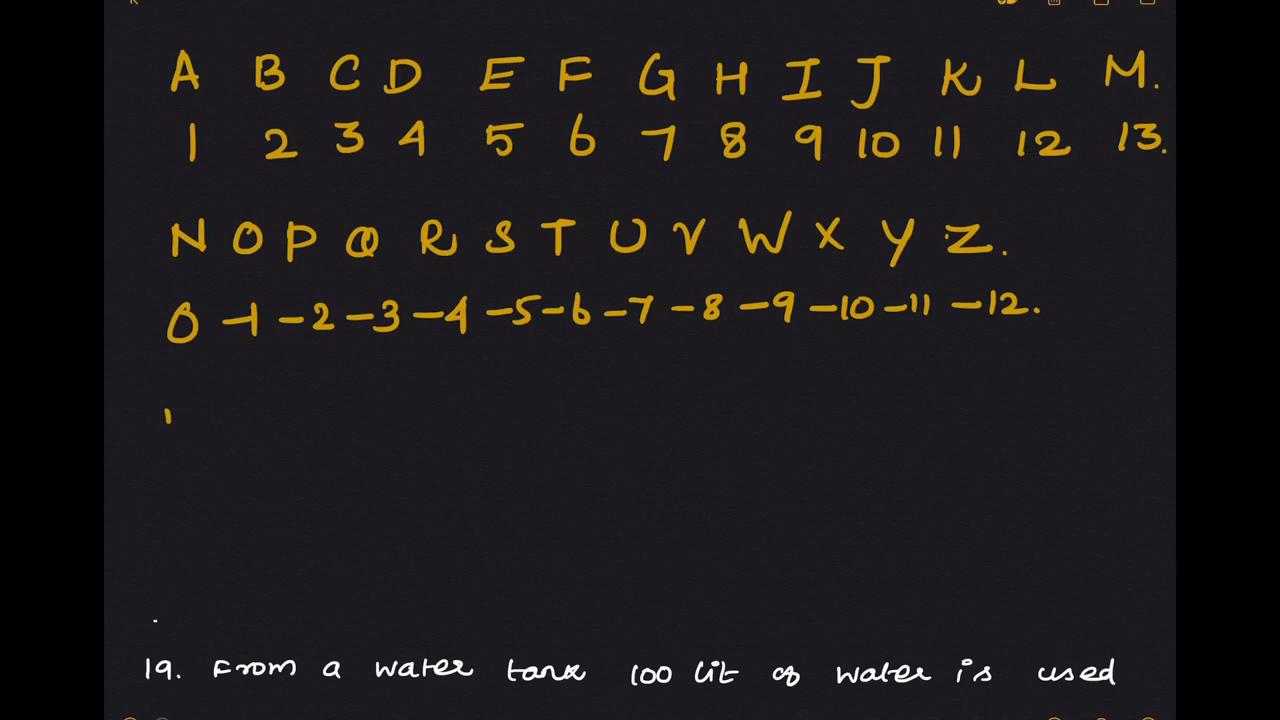 A B C D E F G H I J K L M.
1 2 3 4 5 6 7 8 9 10 11 12 13.
N O P Q R S T U V W X Y Z.
0 -1 -2 -3 -4 -5 -6 -7 -8 -9 -10 -11 -12.
19. From a water tank 100 lit of water is used